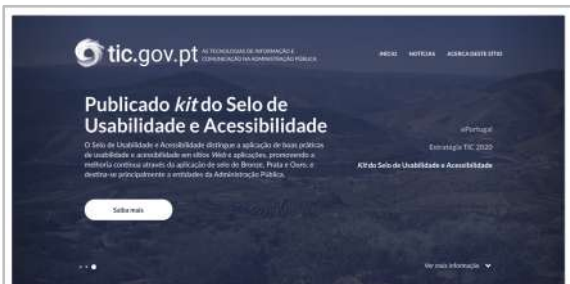 tic.gov.pt
AS TECNOLOGIAS DE INFORMAÇÃO E
COMUNICAÇÃO NA ADMINISTRAÇÃO PÚBLICA
INÍCIO NOTÍCIAS ACERCA DESTE SÍTIO
Publicado kit do Selo de
Usabilidade e Acessibilidade
O Selo de Usabilidade e Acessibilidade distingue a aplicação de boas práticas
de usabilidade e acessibilidade em sítios Web e aplicações, promovendo a
melhoria contínua através da aplicação do selo de Bronze, Prata e Ouro, e
destina-se principalmente a entidades da Administração Pública.
ePortugal
Estratégia TIC 2020
Kit do Selo de Usabilidade e Acessibilidade
Saiba mais
Ver mais informação